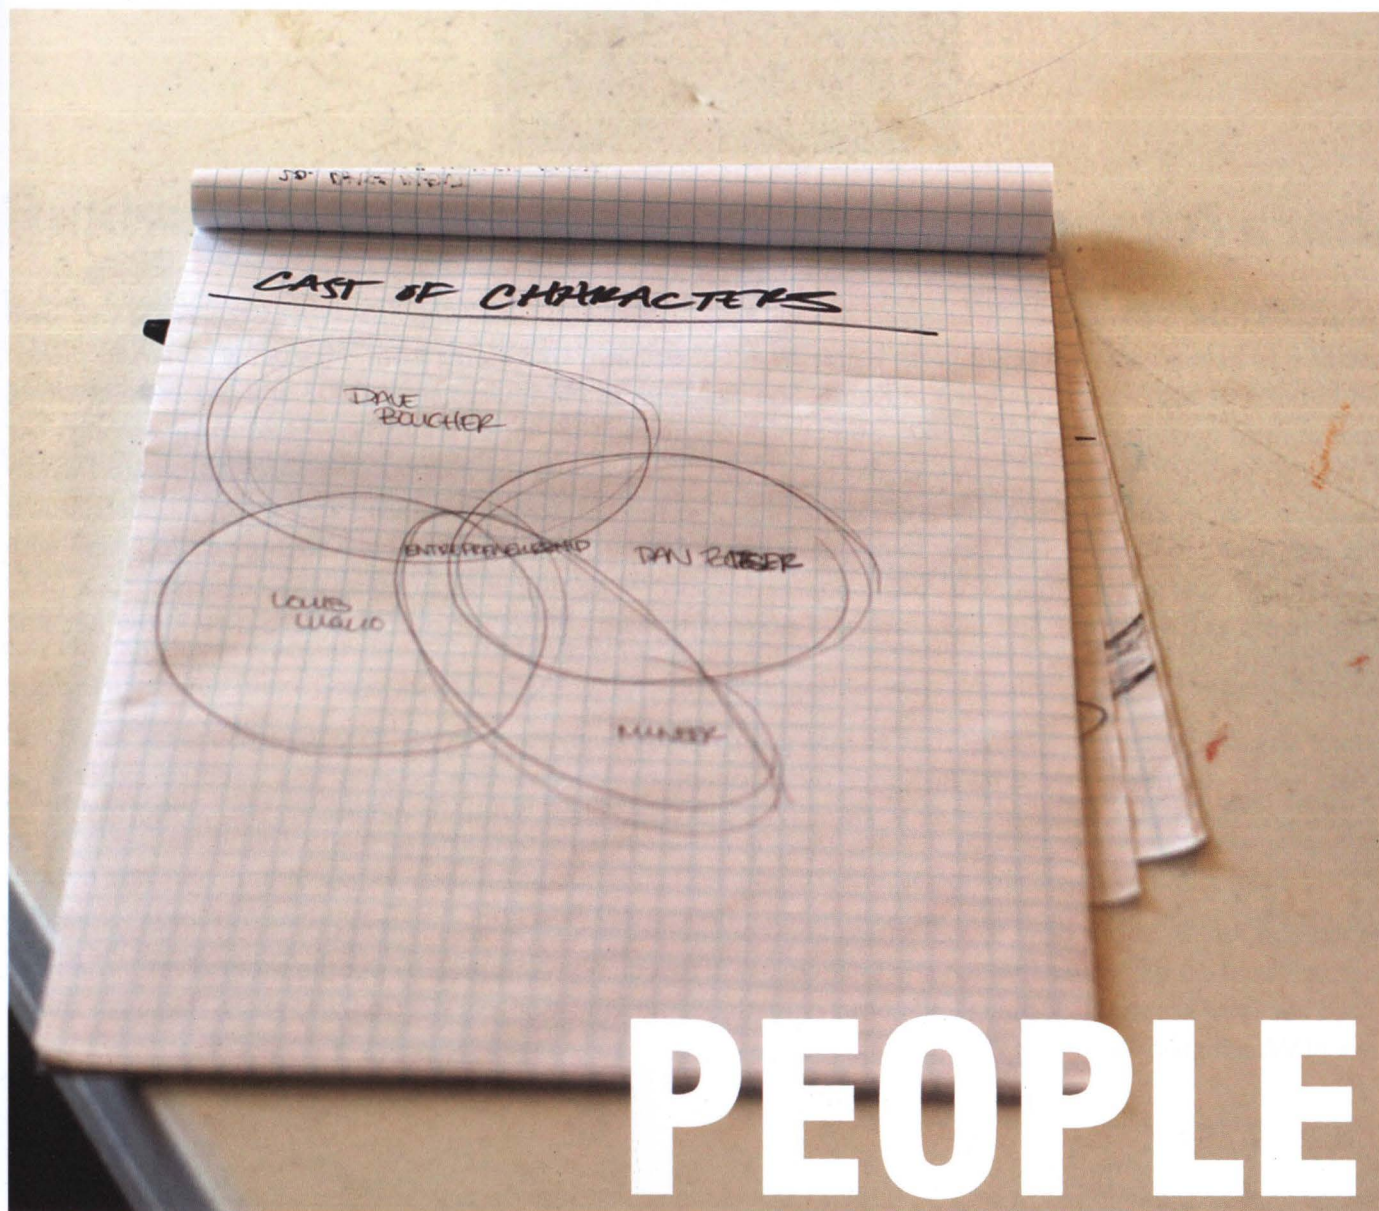 CAST OF CHARACTERS
DAVE
BOUCHER
ENTREPRENEURSHIP
DAN
LOUIS
MUNEER
PEOPLE